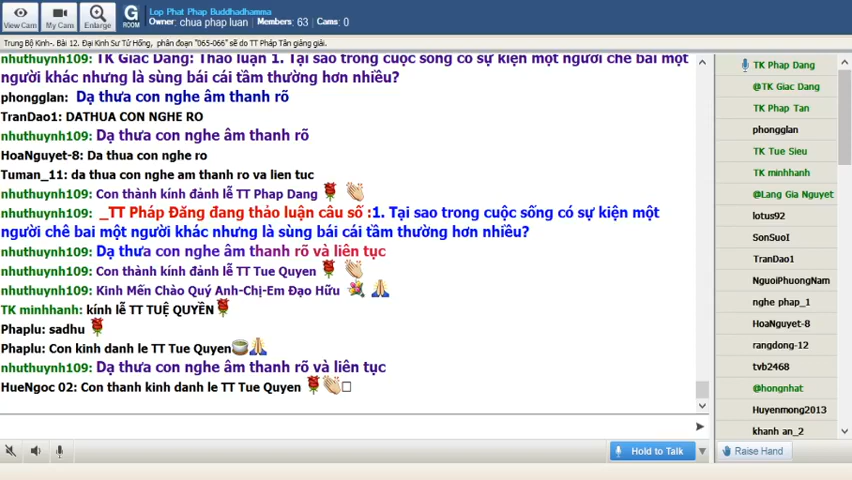 View Cam
My Cam
Enlarge
G
ROOM
Lop Phat Phap Buddhadhamma
Owner: chua phap luan Members: 63 Cams: 0
Trung Bộ Kinh-. Bài 12. Đại Kinh Sư Tử Hống, phân đoạn "065-066" sẽ do TT Pháp Tân giảng giải.
nhuthuynh109: TK Giac Dang: Thảo luận 1. Tại sao trong cuộc sống có sự kiện một người chê bai một
người khác nhưng là sùng bái cái tầm thường hơn nhiều?
phongglan: Dạ thưa con nghe âm thanh rõ
TranDao1: DATHUA CON NGHE RO
nhuthuynh109: Dạ thưa con nghe âm thanh rõ
HoaNguyet-8: Da thua con nghe ro
Tuman_11: da thua con nghe am thanh ro va lien tuc
nhuthuynh109: Con thành kính đảnh lễ TT Phap Dang
nhuthuynh109: _TT Pháp Đăng đang thảo luận câu số :1. Tại sao trong cuộc sống có sự kiện một
người chê bai một người khác nhưng là sùng bái cái tầm thường hơn nhiều?
nhuthuynh109: Dạ thưa con nghe âm thanh rõ và liên tục
nhuthuynh109: Con thành kính đảnh lễ TT Tue Quyen
nhuthuynh109: Kinh Mến Chào Quý Anh-Chị-Em Đạo Hữu
TK minhhanh: kính lễ TT TUỆ QUYỀN
Phaplu: sadhu
Phaplu: Con kinh danh le TT Tue Quyen
nhuthuynh109: Dạ thưa con nghe âm thanh rõ và liên tục
HueNgoc 02: Con thanh kinh danh le TT Tue Quyen
TK Phap Dang
@TK Giac Dang
TK Phap Tan
phongglan
TK Tue Sieu
TK minhhanh
@Lang Gia Nguyet
lotus92
SonSuoI
TranDao1
NguoiPhuongNam
nghe phap_1
HoaNguyet-8
rangdong-12
tvb2468
@hongnhat
Huyenmong2013
khanh an_2
Hold to Talk
Raise Hand